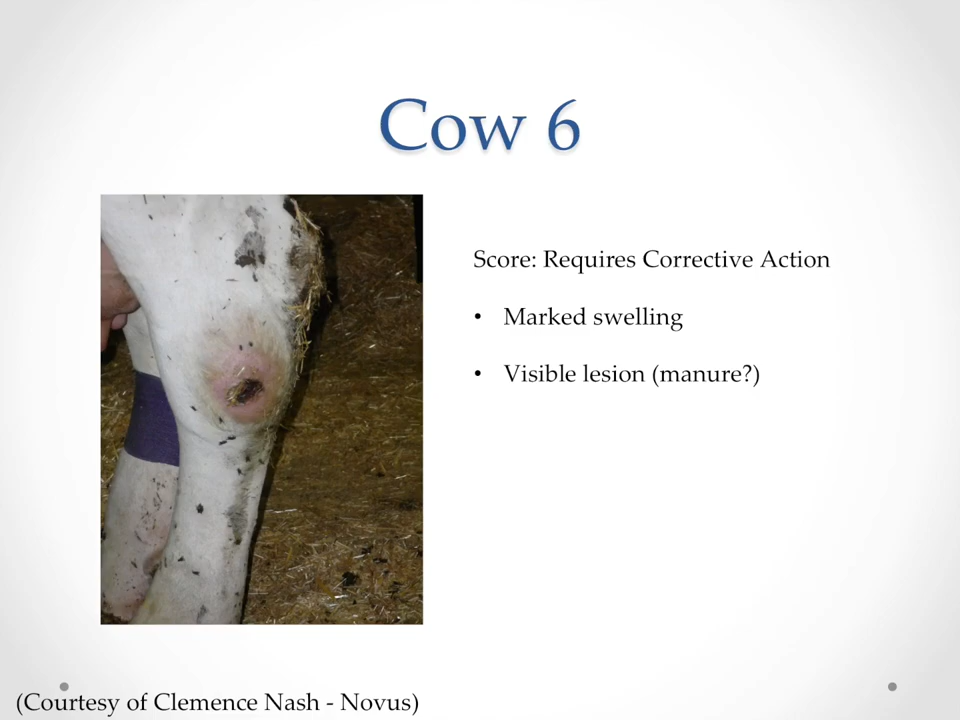 Cow 6
Score: Requires Corrective Action
• Marked swelling
• Visible lesion (manure?)
(Courtesy of Clemence Nash - Novus)